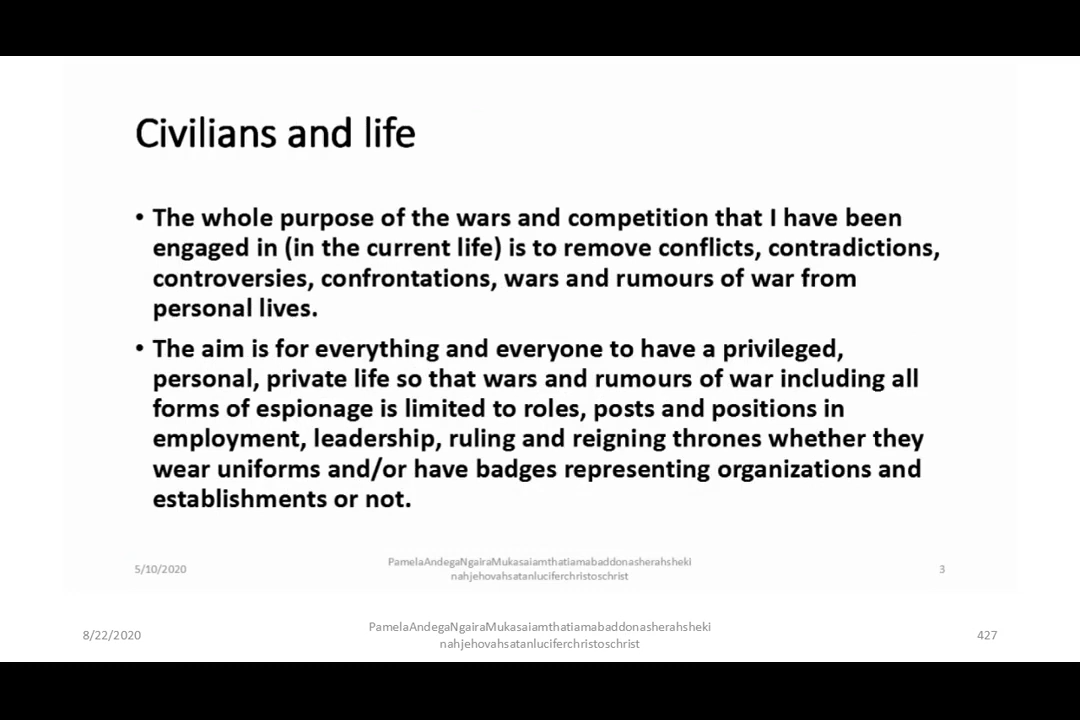 Civilians and life
• The whole purpose of the wars and competition that I have been
engaged in (in the current life) is to remove conflicts, contradictions,
controversies, confrontations, wars and rumours of war from
personal lives.
• The aim is for everything and everyone to have a privileged,
personal, private life so that wars and rumours of war including all
forms of espionage is limited to roles, posts and positions in
employment, leadership, ruling and reigning thrones whether they
wear uniforms and/or have badges representing organizations and
establishments or not.
5/10/2020
PamelaAndegaNgairaMukasaiamthatiamabaddonasherahsheki
nahjehovahsatanluciferchristoschrist
3
8/22/2020
PamelaAndegaNgairaMukasaiamthatiamabaddonasherahsheki
nahjehovahsatanluciferchristoschrist
427